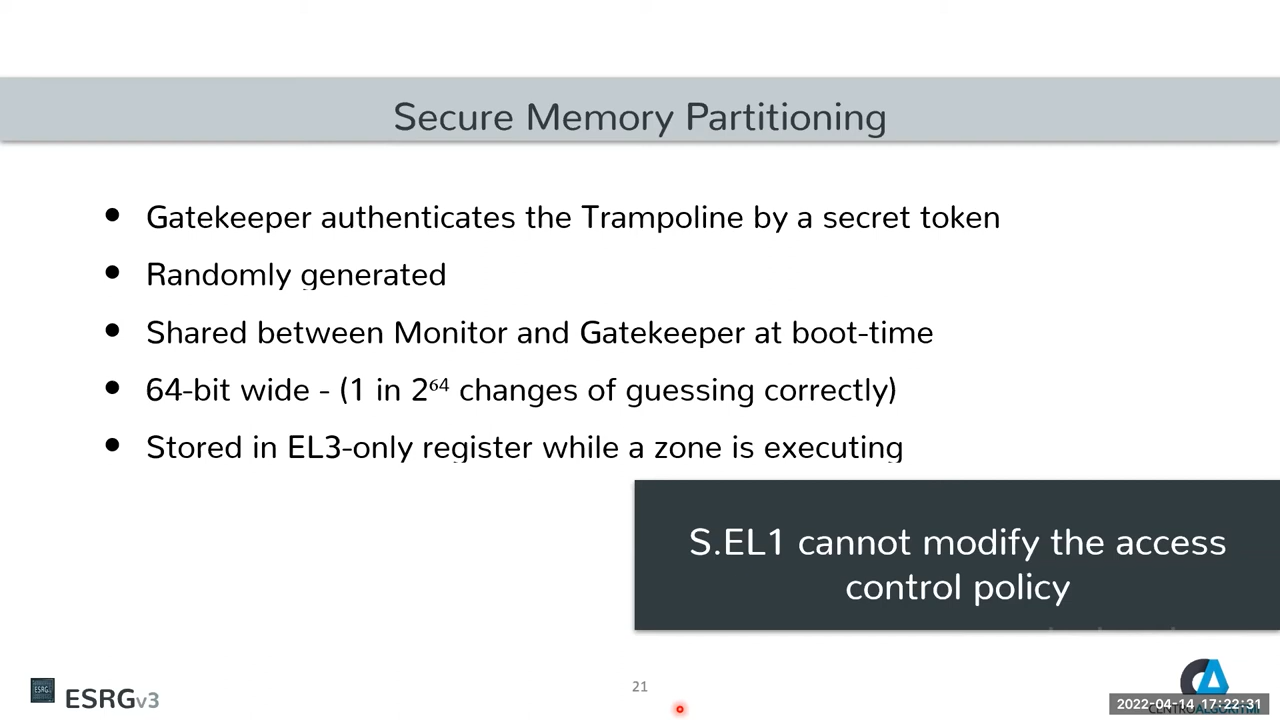 Secure Memory Partitioning
● Gatekeeper authenticates the Trampoline by a secret token
● Randomly generated
● Shared between Monitor and Gatekeeper at boot-time
● 64-bit wide - (1 in 2⁶⁴ changes of guessing correctly)
● Stored in EL3-only register while a zone is executing
S.EL1 cannot modify the access
control policy
ESRG
ESRGv3
21
2022-04-14 17:22:31
CENTROALGORITMI